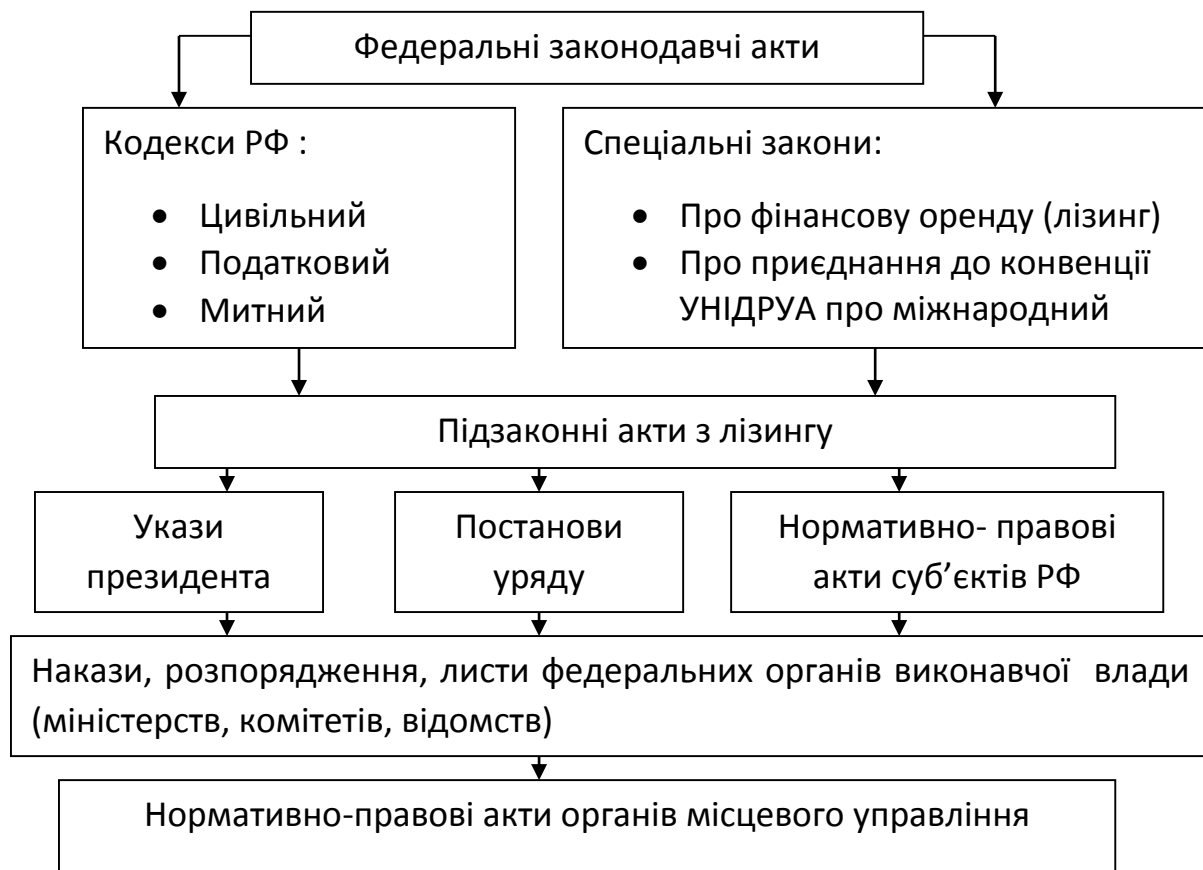 Федеральні законодавчі акти
Кодекси РФ :
• Цивільний
• Податковий
• Митний
Спеціальні закони:
• Про фінансову оренду (лізинг)
• Про приєднання до конвенції
УНІДРУА про міжнародний
Підзаконні акти з лізингу
Укази
президента
Постанови
уряду
Нормативно- правові
акти суб’єктів РФ
Накази, розпорядження, листи федеральних органів виконавчої влади
(міністерств, комітетів, відомств)
Нормативно-правові акти органів місцевого управління